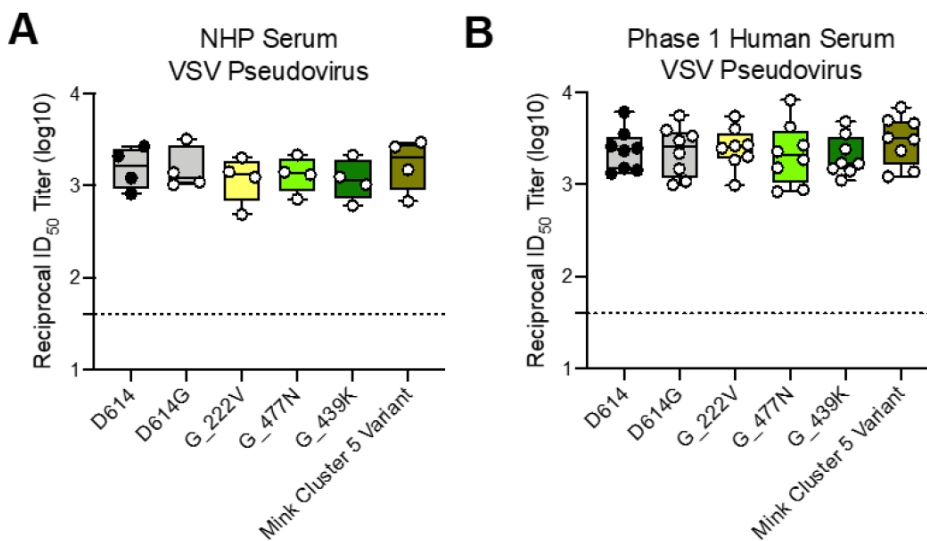 A
NHP Serum
VSV Pseudovirus
Reciprocal ID50 Titer (log10)
4
3
2
1
D614
D614G
G_222V
G_477N
G_439K
Mink Cluster 5 Variant
B
Phase 1 Human Serum
VSV Pseudovirus
Reciprocal ID50 Titer (log10)
4
3
2
1
D614
D614G
G_222V
G_477N
G_439K
Mink Cluster 5 Variant